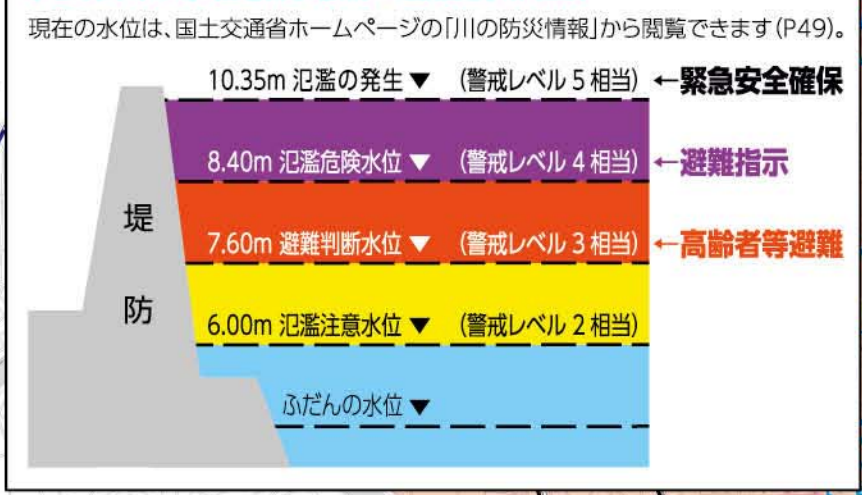 現在の水位は、国土交通省ホームページの「川の防災情報」から閲覧できます(P49)。
10.35m 氾濫の発生▼ (警戒レベル5相当) ←緊急安全確保
8.40m 氾濫危険水位▼ (警戒レベル4相当) ←避難指示
堤防
7.60m 避難判断水位▼ (警戒レベル3相当) ←高齢者等避難
6.00m 氾濫注意水位▼ (警戒レベル2相当)
ふだんの水位▼